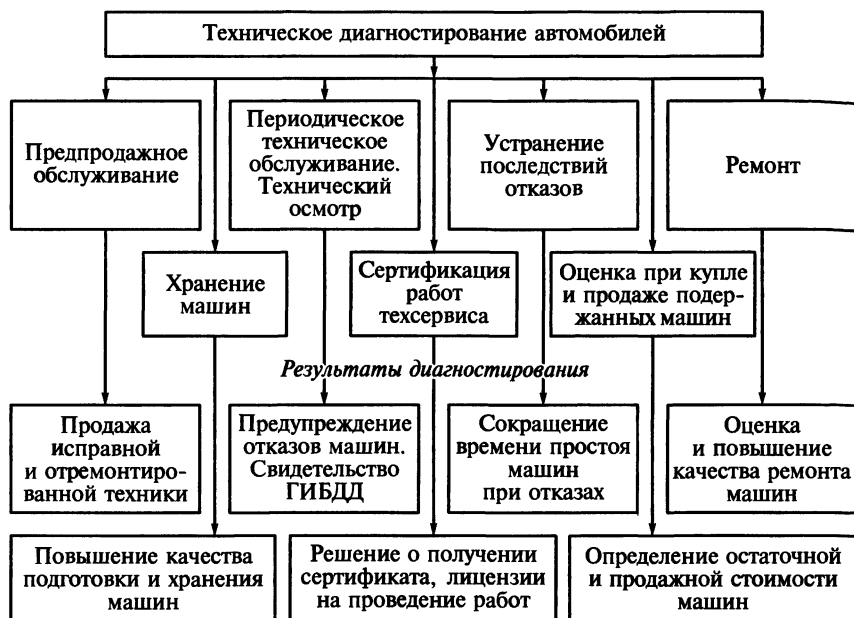 Техническое диагностирование автомобилей
Предпродажное
обслуживание
Периодическое
техническое
обслуживание.
Технический
осмотр
Устранение
последствий
отказов
Ремонт
Хранение
машин
Сертификация
работ
техсервиса
Оценка при купле
и продаже подер-
жанных машин
Результаты диагностирования
Продажа
исправной
и отремонтиро-
ванной техники
Предупреждение
отказов машин.
Свидетельство
ГИБДД
Сокращение
времени простоя
машин
при отказах
Оценка
и повышение
качества ремонта
машин
Повышение качества
подготовки и хранения
машин
Решение о получении
сертификата, лицензии
на проведение работ
Определение остаточной
и продажной стоимости
машин